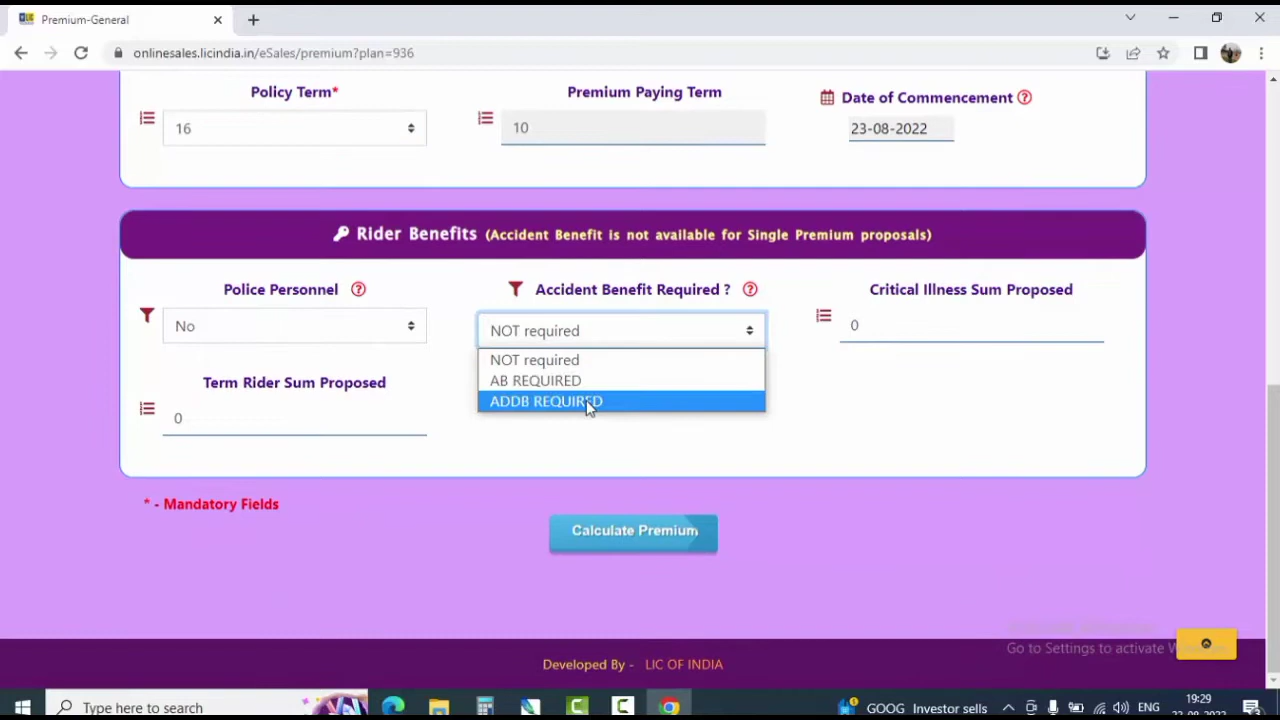 Premium-General
onlinesales.licindia.in/eSales/premium?plan=936
Policy Term*
Premium Paying Term
Date of Commencement
16
10
23-08-2022
Rider Benefits (Accident Benefit is not available for Single Premium proposals)
Police Personnel
Accident Benefit Required ?
Critical Illness Sum Proposed
No
NOT required
0
NOT required
AB REQUIRED
ADDB REQUIRED
Term Rider Sum Proposed
0
* - Mandatory Fields
Calculate Premium
Go to Settings to activate
Developed By - LIC OF INDIA
Type here to search
GOOG Investor sells
ENG
19:29
23-08-2022